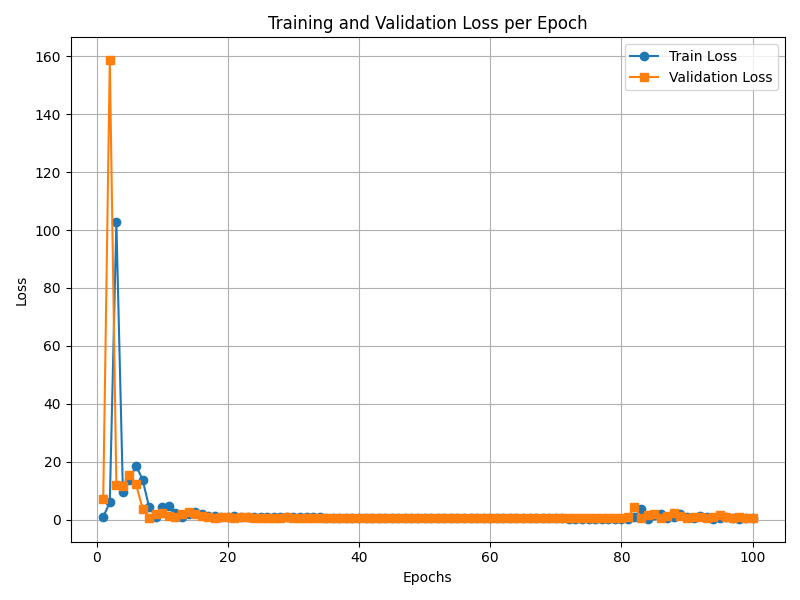 Training and Validation Loss per Epoch
Train Loss
Validation Loss
160
140
120
100
80
60
40
20
0
Loss
0 20 40 60 80 100
Epochs